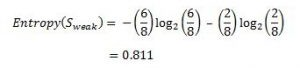 Entropy(S_weak) = −(6/8)log₂(6/8) − (2/8)log₂(2/8)
= 0.811